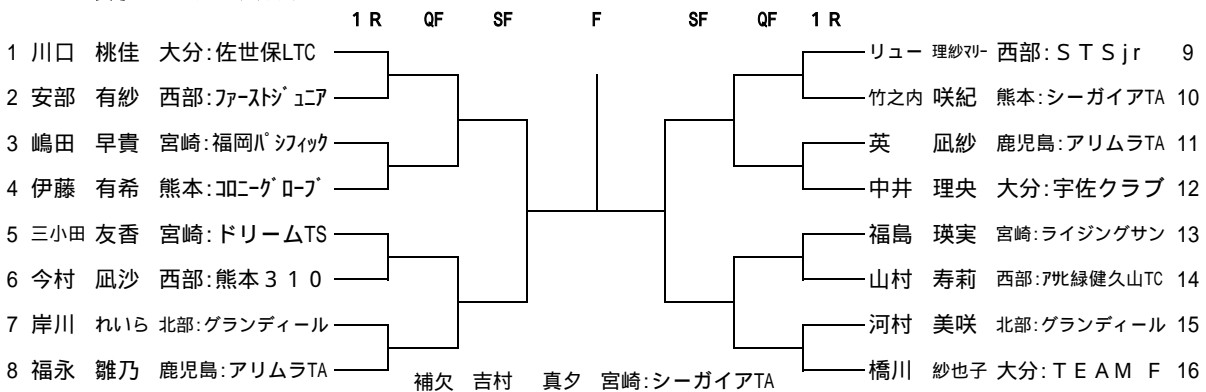 1 R QF SF F SF QF 1 R
1 川口 桃佳 大分:佐世保LTC
2 安部 有紗 西部:ファーストジュニア
3 嶋田 早貴 宮崎:福岡パシフィック
4 伊藤 有希 熊本:コロニーグローブ
5 三小田 友香 宮崎:ドリームTS
6 今村 凪沙 西部:熊本310
7 岸川 れいら 北部:グランディール
8 福永 雛乃 鹿児島:アリムラTA
リュー 理紗マリー 西部:STSjr 9
竹之内 咲紀 熊本:シーガイアTA 10
英 凪紗 鹿児島:アリムラTA 11
中井 理央 大分:宇佐クラブ 12
福島 瑛実 宮崎:ライジングサン 13
山村 寿莉 西部:アサヒ緑健久山TC 14
河村 美咲 北部:グランディール 15
橋川 紗也子 大分:TEAM F 16
補欠 吉村 真夕 宮崎:シーガイアTA